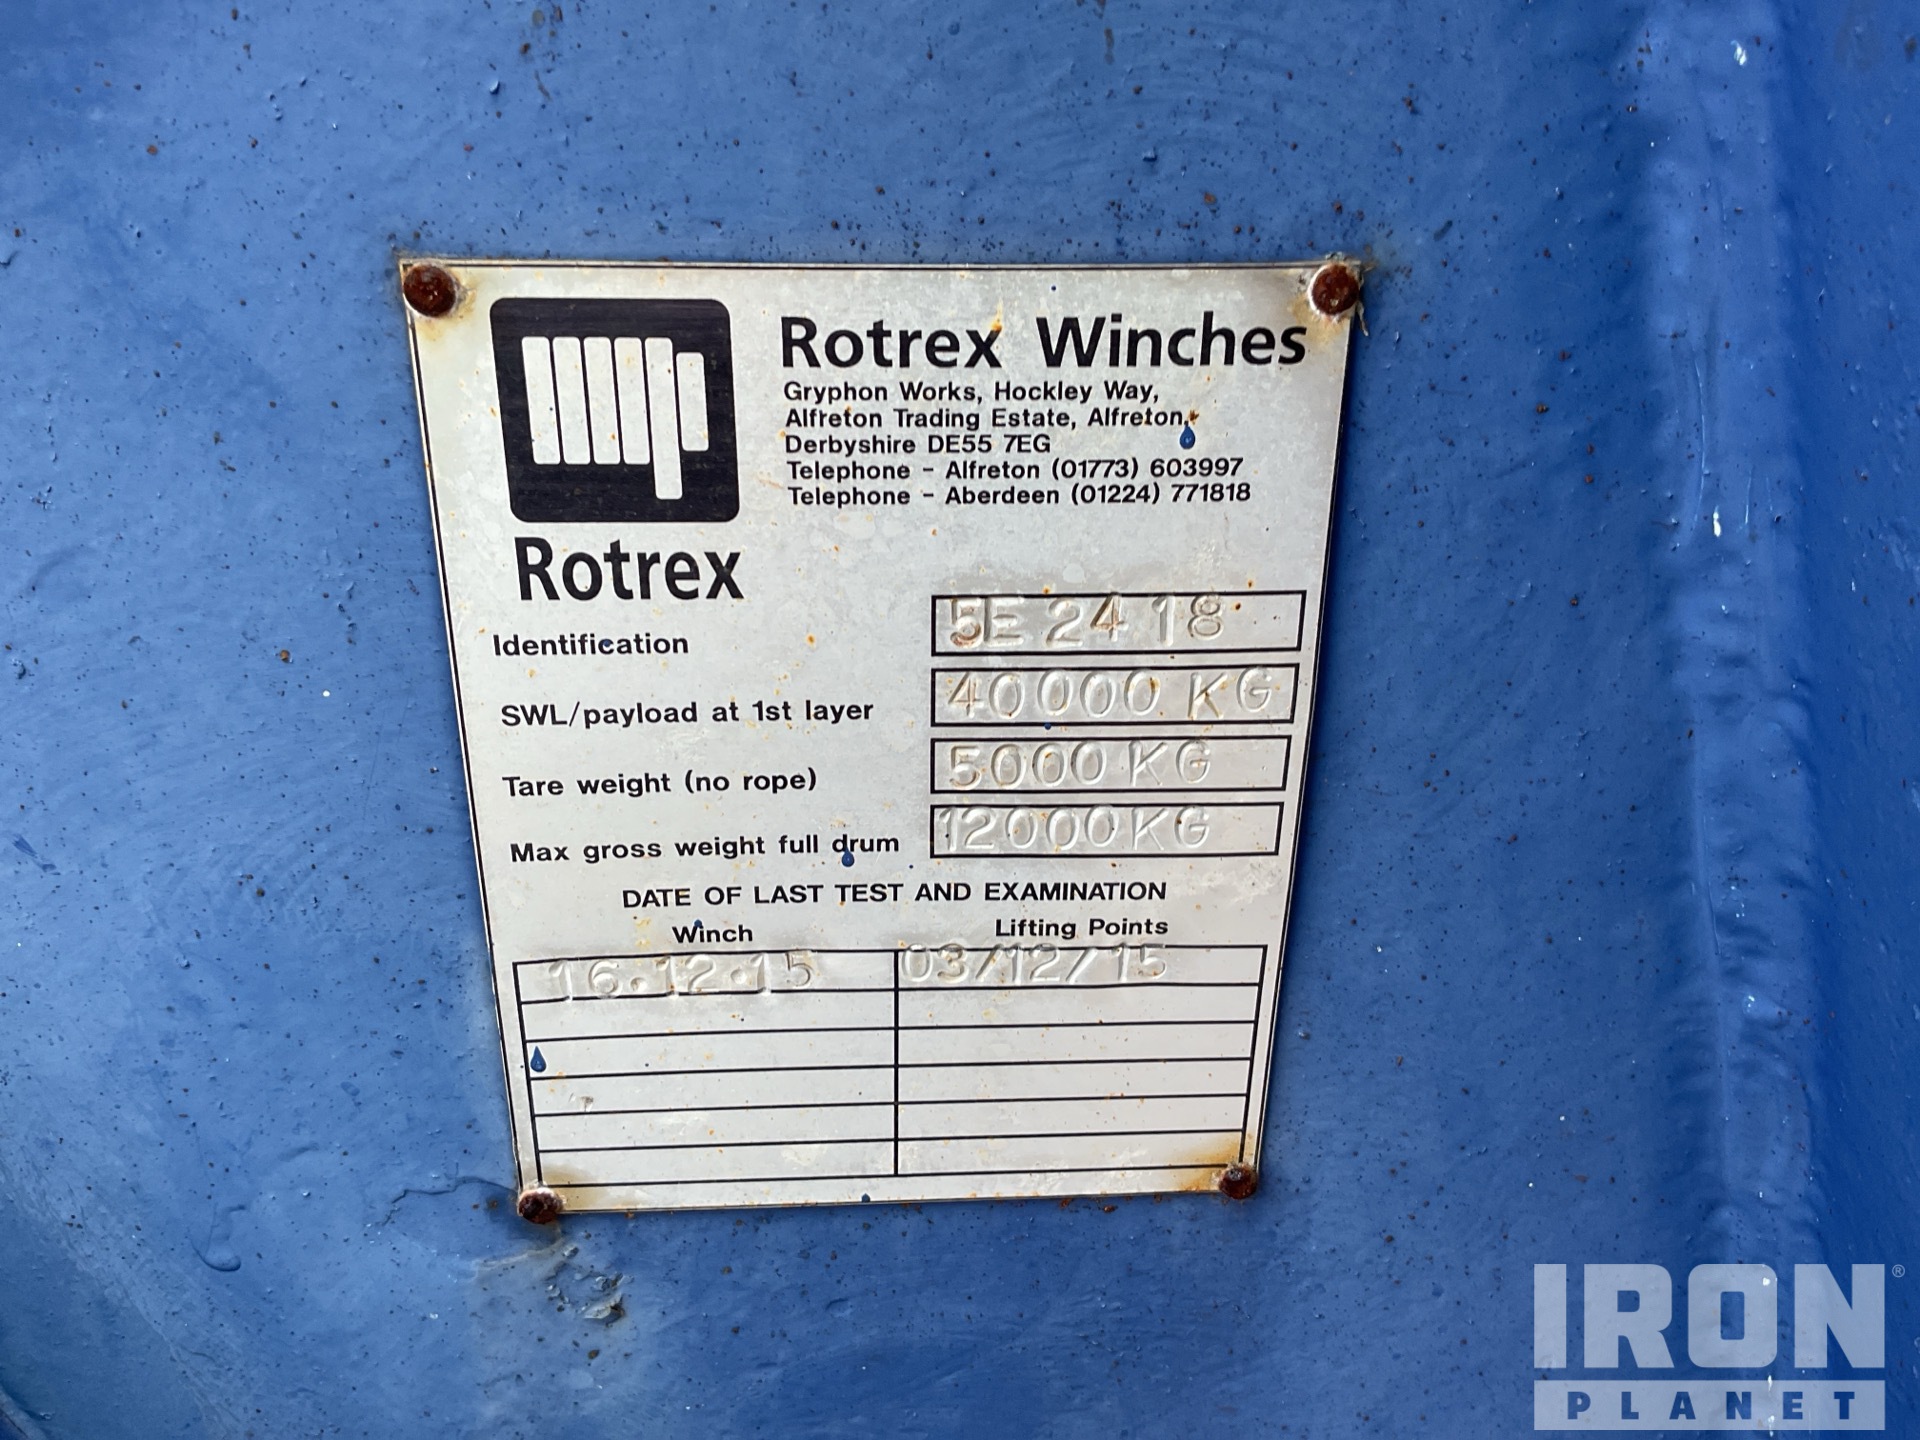 Rotrex Winches
Gryphon Works, Hockley Way,
Alfreton Trading Estate, Alfreton,
Derbyshire DE55 7EG
Telephone - Alfreton (01773) 603997
Telephone - Aberdeen (01224) 771818
Rotrex
Identification 5E 24 18
SWL/payload at 1st layer 40000 KG
Tare weight (no rope) 5000 KG
Max gross weight full drum 12000KG
DATE OF LAST TEST AND EXAMINATION
Winch Lifting Points
16.12.15 03/12/15
IRON®
PLANET